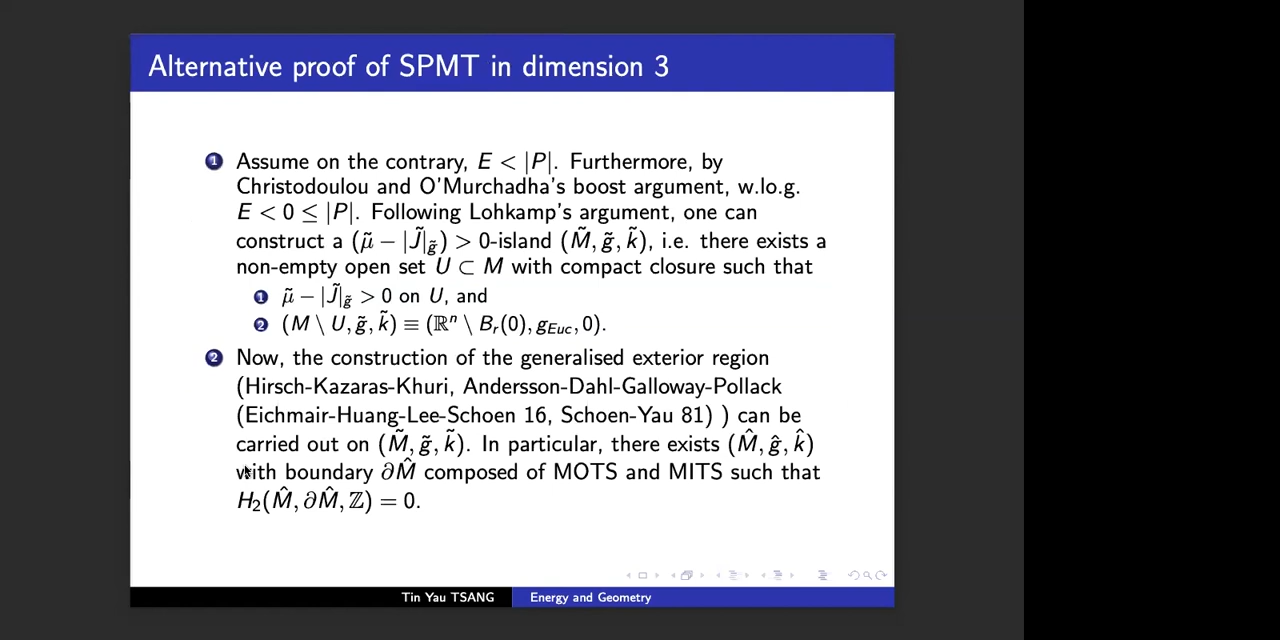 Alternative proof of SPMT in dimension 3
1 Assume on the contrary, E < |P|. Furthermore, by
Christodoulou and O'Murchadha's boost argument, w.lo.g.
E < 0 ≤ |P|. Following Lohkamp's argument, one can
construct a (μ̃ − |J̃|_g̃) > 0-island (M̃, g̃, k̃), i.e. there exists a
non-empty open set U ⊂ M with compact closure such that
1 μ̃ − |J̃|_g̃ > 0 on U, and
2 (M \ U, g̃, k̃) ≡ (ℝⁿ \ B_r(0), g_Euc, 0).
2 Now, the construction of the generalised exterior region
(Hirsch-Kazaras-Khuri, Andersson-Dahl-Galloway-Pollack
(Eichmair-Huang-Lee-Schoen 16, Schoen-Yau 81) ) can be
carried out on (M̃, g̃, k̃). In particular, there exists (M̂, ĝ, k̂)
with boundary ∂M̂ composed of MOTS and MITS such that
H₂(M̂, ∂M̂, ℤ) = 0.
Tin Yau TSANG Energy and Geometry